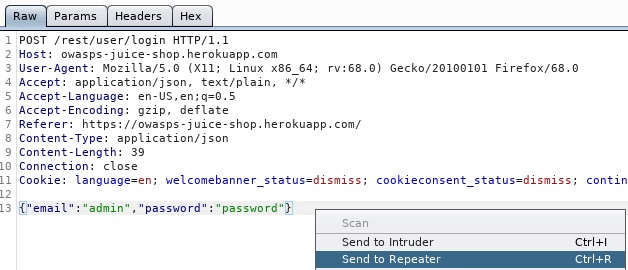 Raw Params Headers Hex
1 POST /rest/user/login HTTP/1.1
2 Host: owasps-juice-shop.herokuapp.com
3 User-Agent: Mozilla/5.0 (X11; Linux x86_64; rv:68.0) Gecko/20100101 Firefox/68.0
4 Accept: application/json, text/plain, */*
5 Accept-Language: en-US,en;q=0.5
6 Accept-Encoding: gzip, deflate
7 Referer: https://owasps-juice-shop.herokuapp.com/
8 Content-Type: application/json
9 Content-Length: 39
10 Connection: close
11 Cookie: language=en; welcomebanner_status=dismiss; cookieconsent_status=dismiss; contin
12
13 {"email":"admin","password":"password"}
Scan
Send to Intruder Ctrl+I
Send to Repeater Ctrl+R